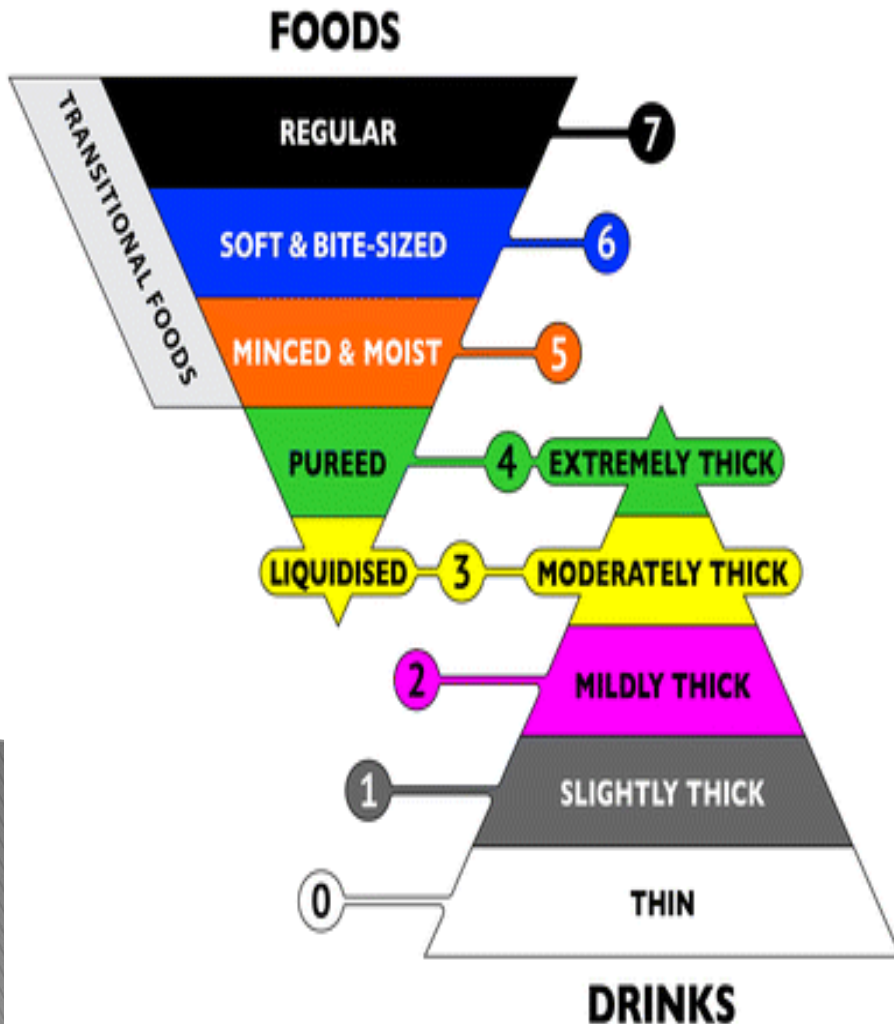 FOODS
TRANSITIONAL FOODS
REGULAR
7
SOFT & BITE-SIZED
6
MINCED & MOIST
5
PUREED
4
EXTREMELY THICK
LIQUIDISED
3
MODERATELY THICK
2
MILDLY THICK
1
SLIGHTLY THICK
0
THIN
DRINKS